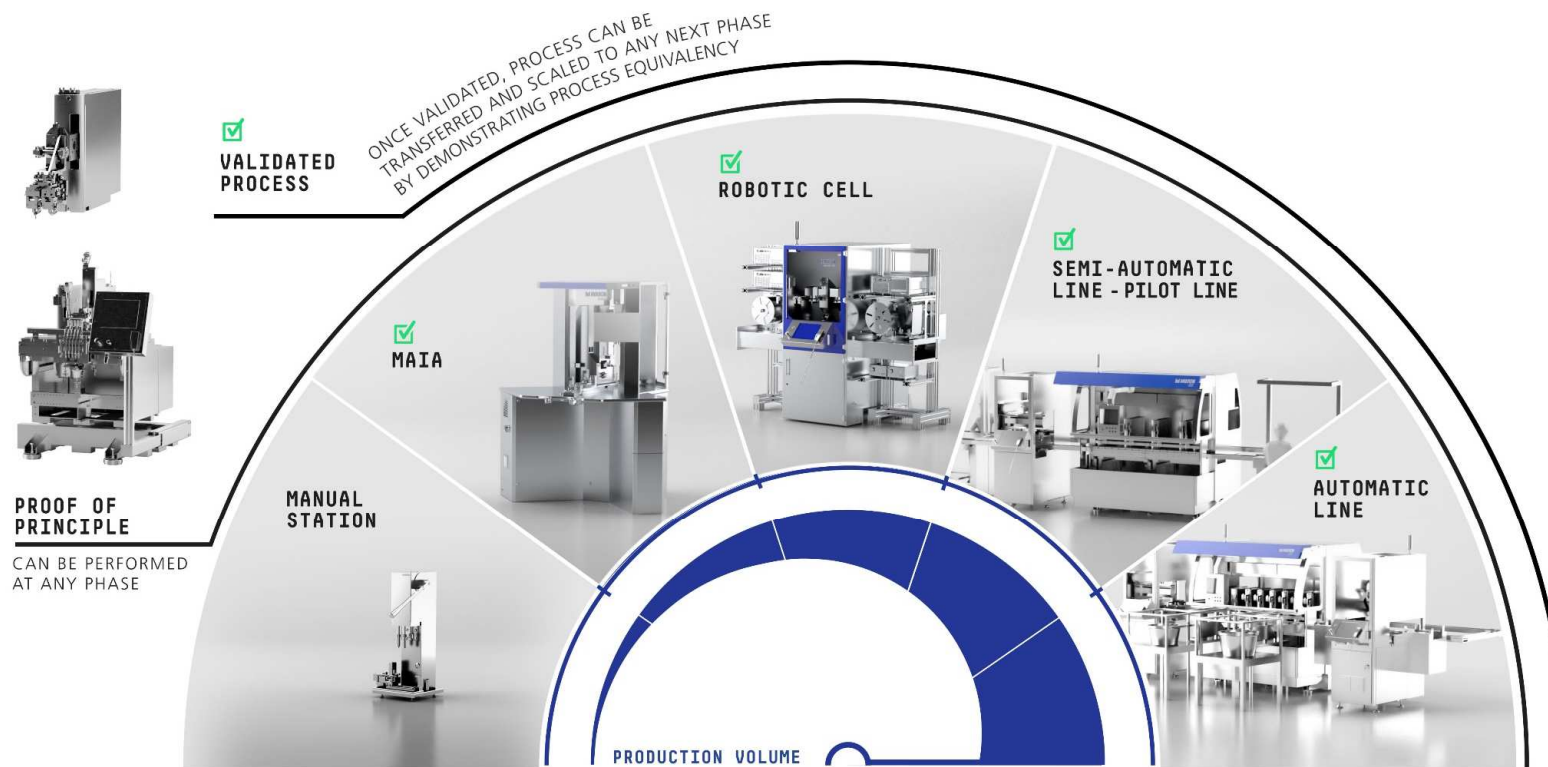 ONCE VALIDATED, PROCESS CAN BE
TRANSFERRED AND SCALED TO ANY NEXT PHASE
BY DEMONSTRATING PROCESS EQUIVALENCY
VALIDATED
PROCESS
PROOF OF
PRINCIPLE
CAN BE PERFORMED
AT ANY PHASE
MANUAL
STATION
MAIA
ROBOTIC CELL
SEMI-AUTOMATIC
LINE - PILOT LINE
AUTOMATIC
LINE
PRODUCTION VOLUME